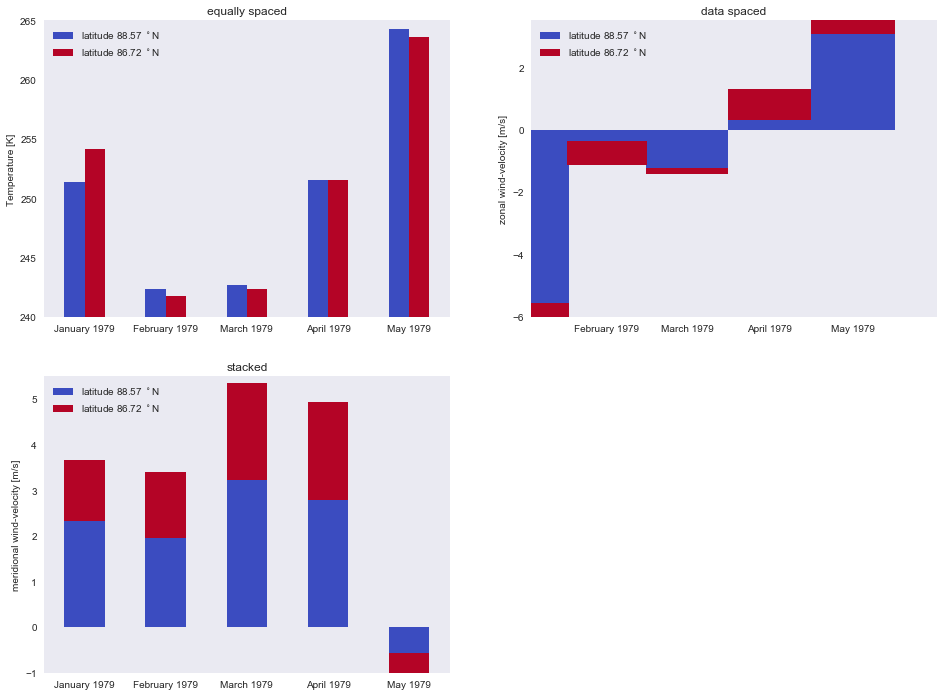 equally spaced
265
260
255
250
245
240
Temperature [K]
latitude 88.57 °N
latitude 86.72 °N
January 1979 February 1979 March 1979 April 1979 May 1979
data spaced
2
0
−2
−4
−6
zonal wind-velocity [m/s]
latitude 88.57 °N
latitude 86.72 °N
February 1979 March 1979 April 1979 May 1979
stacked
5
4
3
2
1
0
−1
meridional wind-velocity [m/s]
latitude 88.57 °N
latitude 86.72 °N
January 1979 February 1979 March 1979 April 1979 May 1979